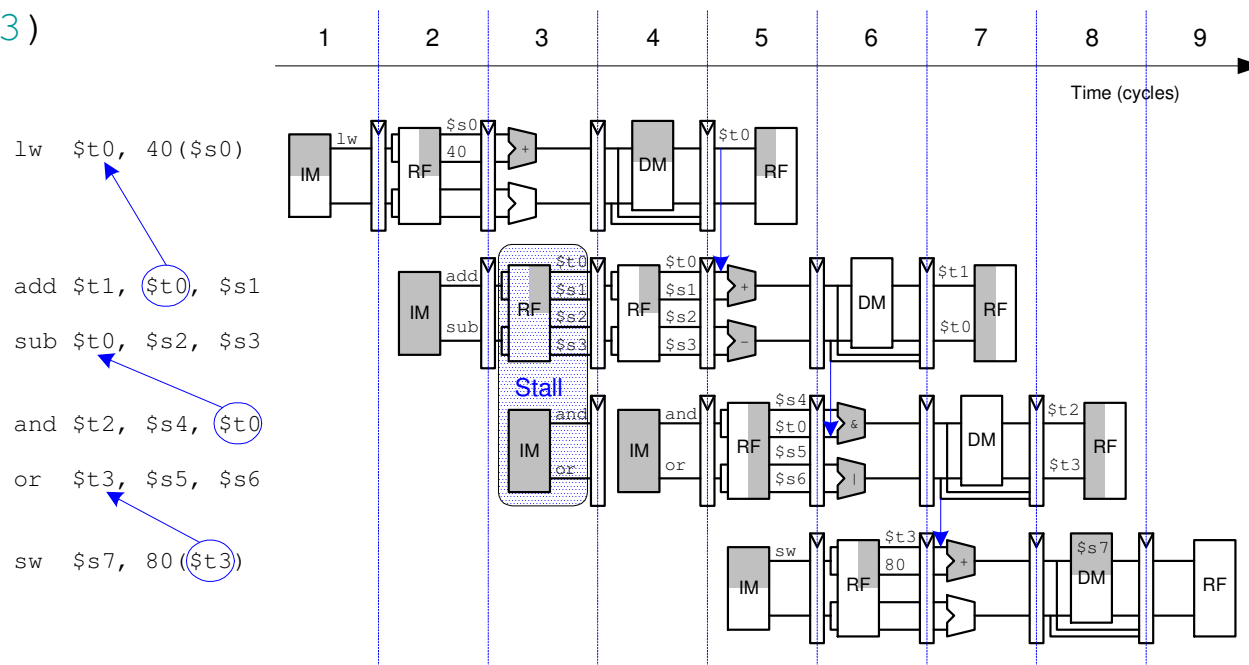 3)
1 2 3 4 5 6 7 8 9
Time (cycles)
lw $t0, 40($s0)
IM lw RF $s0 40 + DM $t0 RF
add $t1, $t0, $s1
sub $t0, $s2, $s3
IM add sub RF $t0 $s1 $s2 $s3 RF $t0 $s1 $s2 $s3 + - DM $t1 $t0 RF
Stall
and $t2, $s4, $t0
or $t3, $s5, $s6
IM and or IM and or RF $s4 $t0 $s5 $s6 & | DM $t2 $t3 RF
sw $s7, 80($t3)
IM sw RF $t3 80 + $s7 DM RF